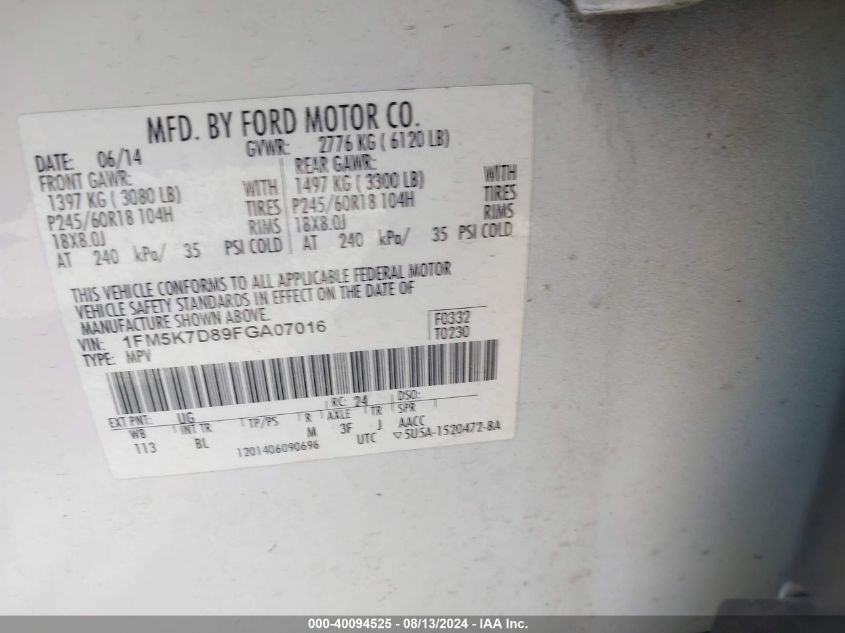 MFD. BY FORD MOTOR CO.
DATE: 06/14 GVWR: 2776 KG ( 6120 LB)
FRONT GAWR: REAR GAWR:
1397 KG ( 3080 LB) WITH 1497 KG ( 3300 LB) WITH
P245/60R18 104H TIRES P245/60R18 104H TIRES
18X8.0J RIMS 18X8.0J RIMS
AT 240 kPa/ 35 PSI COLD AT 240 kPa/ 35 PSI COLD
THIS VEHICLE CONFORMS TO ALL APPLICABLE FEDERAL MOTOR
VEHICLE SAFETY STANDARDS IN EFFECT ON THE DATE OF
MANUFACTURE SHOWN ABOVE.
VIN: 1FM5K7D89FGA07016 F0332
TYPE: MPV T0230
EXT PNT: UG RC: 24 DSO:
WB INT TR TP/PS R AXLE TR SPR
113 BL M 3F J AACC
1201406090696 UTC ▽5U5A-1520472-BA
000-40094525 - 08/13/2024 - IAA Inc.